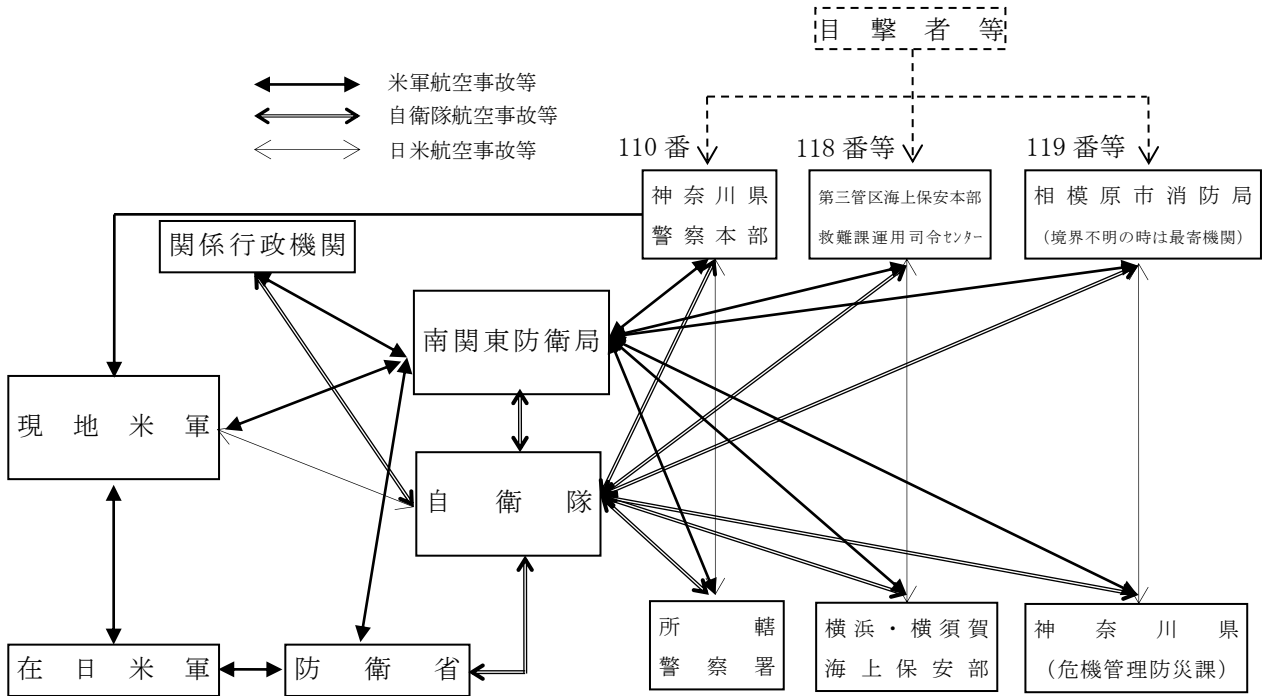 目撃者等
米軍航空事故等
自衛隊航空事故等
日米航空事故等
110番
118番等
119番等
神奈川県
警察本部
第三管区海上保安本部
救難課運用司令センター
相模原市消防局
（境界不明の時は最寄機関）
関係行政機関
南関東防衛局
現地米軍
自衛隊
所轄
警察署
横浜・横須賀
海上保安部
神奈川県
（危機管理防災課）
在日米軍
防衛省